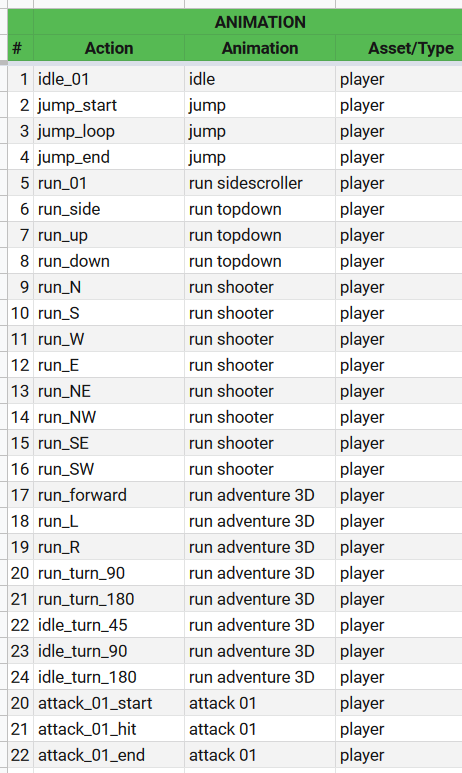 ANIMATION
# Action Animation Asset/Type
1 idle_01 idle player
2 jump_start jump player
3 jump_loop jump player
4 jump_end jump player
5 run_01 run sidescroller player
6 run_side run topdown player
7 run_up run topdown player
8 run_down run topdown player
9 run_N run shooter player
10 run_S run shooter player
11 run_W run shooter player
12 run_E run shooter player
13 run_NE run shooter player
14 run_NW run shooter player
15 run_SE run shooter player
16 run_SW run shooter player
17 run_forward run adventure 3D player
18 run_L run adventure 3D player
19 run_R run adventure 3D player
20 run_turn_90 run adventure 3D player
21 run_turn_180 run adventure 3D player
22 idle_turn_45 run adventure 3D player
23 idle_turn_90 run adventure 3D player
24 idle_turn_180 run adventure 3D player
20 attack_01_start attack 01 player
21 attack_01_hit attack 01 player
22 attack_01_end attack 01 player